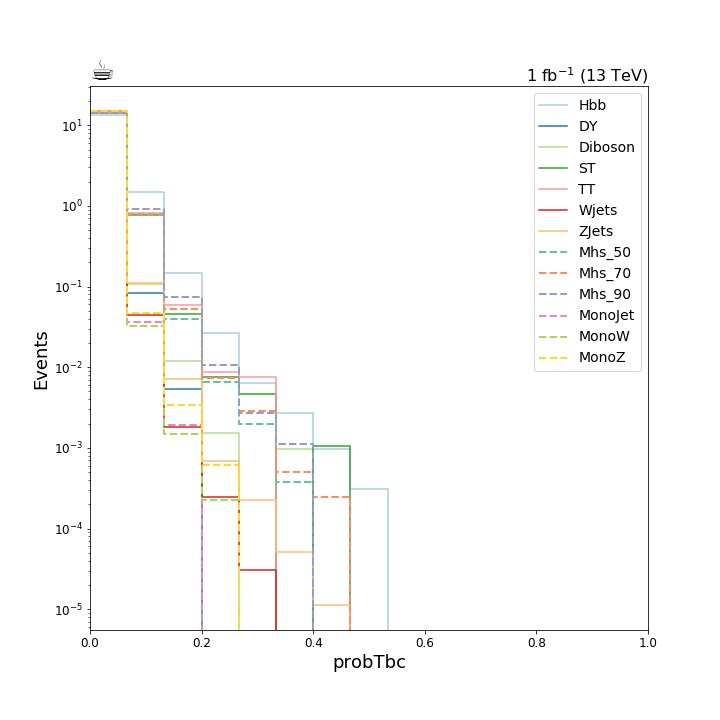 ☕
1 fb⁻¹ (13 TeV)
Events
10¹
10⁰
10⁻¹
10⁻²
10⁻³
10⁻⁴
10⁻⁵
Hbb
DY
Diboson
ST
TT
Wjets
ZJets
Mhs_50
Mhs_70
Mhs_90
MonoJet
MonoW
MonoZ
0.0 0.2 0.4 0.6 0.8 1.0
probTbc